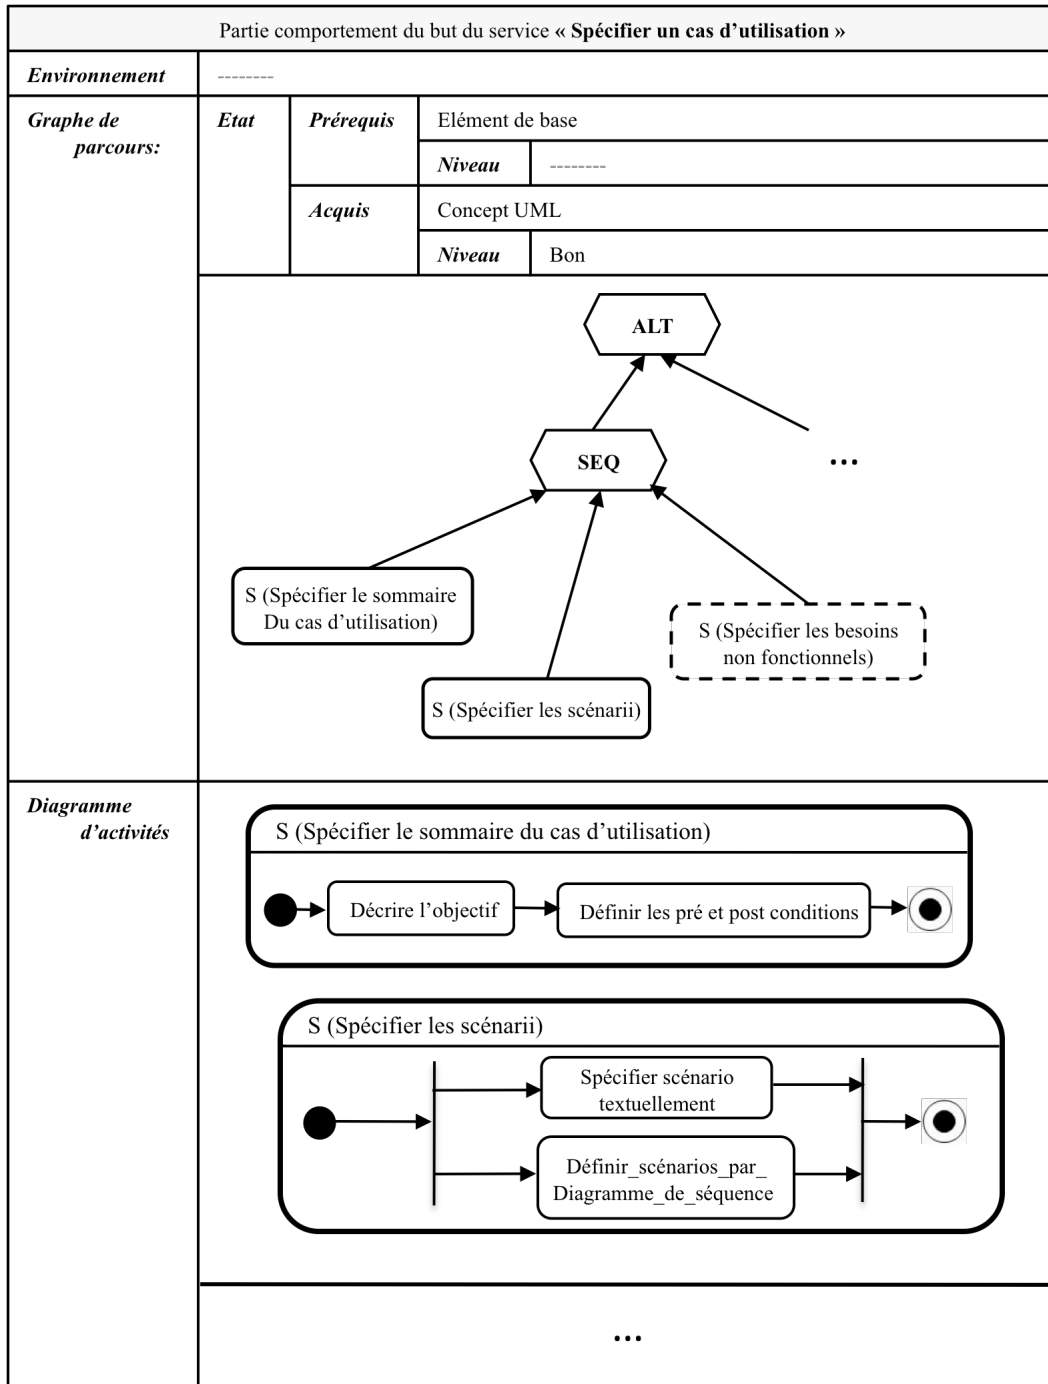 Partie comportement du but du service « Spécifier un cas d’utilisation »
Environnement
--------
Graphe de
parcours:
Etat
Prérequis
Elément de base
Niveau
--------
Acquis
Concept UML
Niveau
Bon
ALT
SEQ
...
S (Spécifier le sommaire
Du cas d’utilisation)
S (Spécifier les besoins
non fonctionnels)
S (Spécifier les scénarii)
Diagramme
d’activités
S (Spécifier le sommaire du cas d’utilisation)
Décrire l’objectif
Définir les pré et post conditions
S (Spécifier les scénarii)
Spécifier scénario
textuellement
Définir_scénarios_par_
Diagramme_de_séquence
...